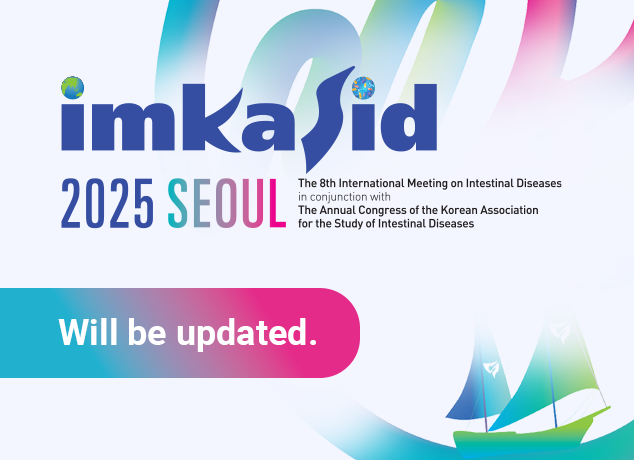 imkasid
2025 SEOUL
The 8th International Meeting on Intestinal Diseases
in conjunction with
The Annual Congress of the Korean Association
for the Study of Intestinal Diseases
Will be updated.